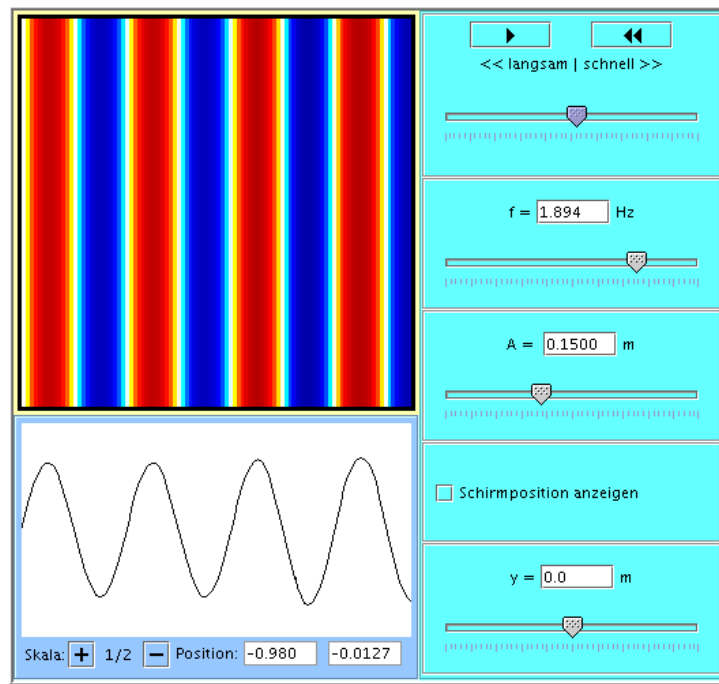 << langsam | schnell >>
f = 1.894 Hz
A = 0.1500 m
Schirmposition anzeigen
y = 0.0 m
Skala: + 1/2 − Position: -0.980 -0.0127